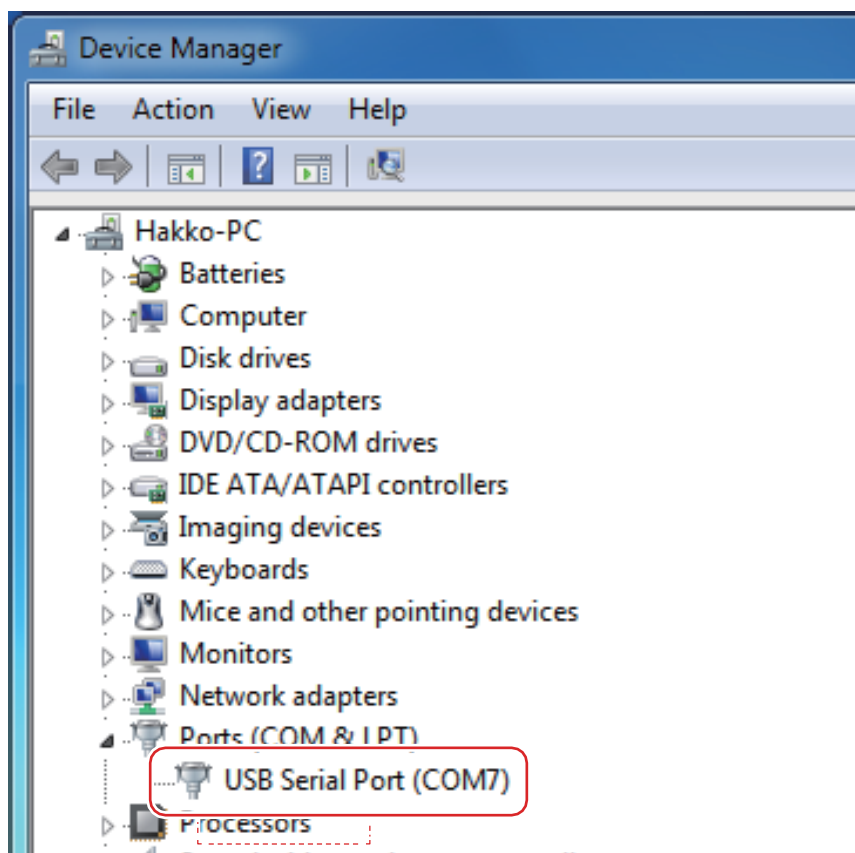 Device Manager
File Action View Help
Hakko-PC
Batteries
Computer
Disk drives
Display adapters
DVD/CD-ROM drives
IDE ATA/ATAPI controllers
Imaging devices
Keyboards
Mice and other pointing devices
Monitors
Network adapters
Ports (COM & LPT)
USB Serial Port (COM7)
Processors